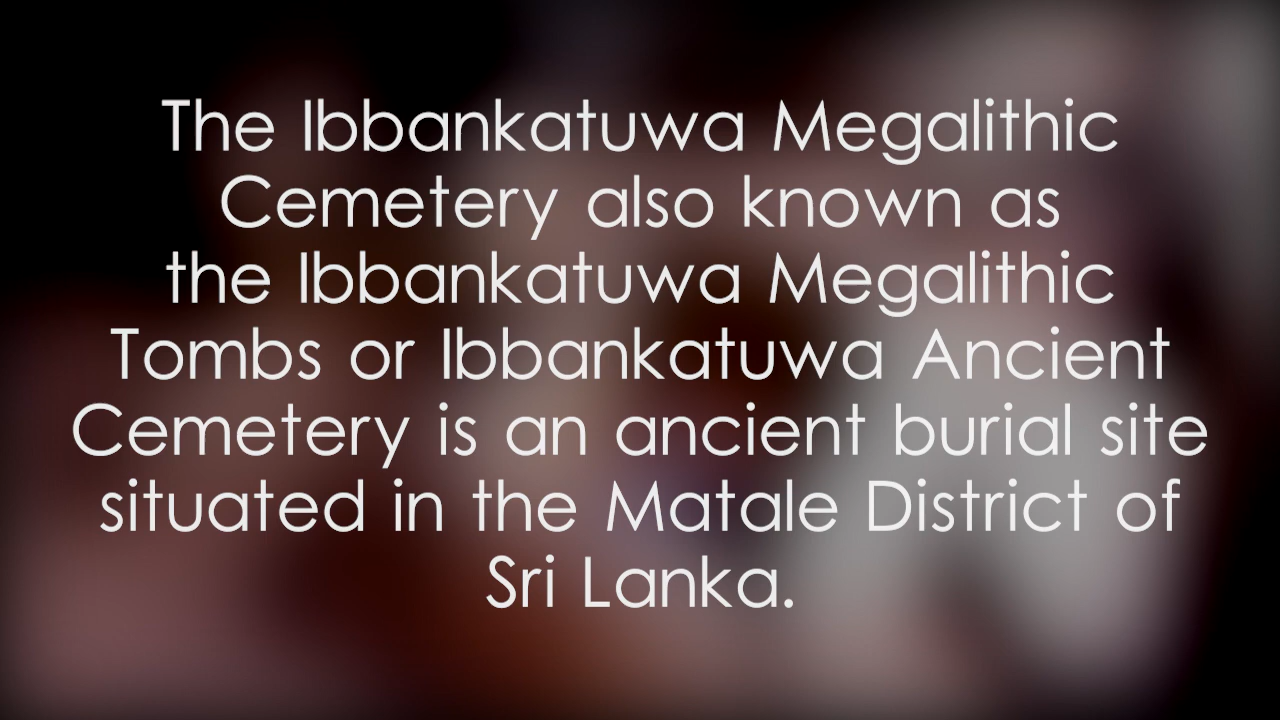 The Ibbankatuwa Megalithic
Cemetery also known as
the Ibbankatuwa Megalithic
Tombs or Ibbankatuwa Ancient
Cemetery is an ancient burial site
situated in the Matale District of
Sri Lanka.